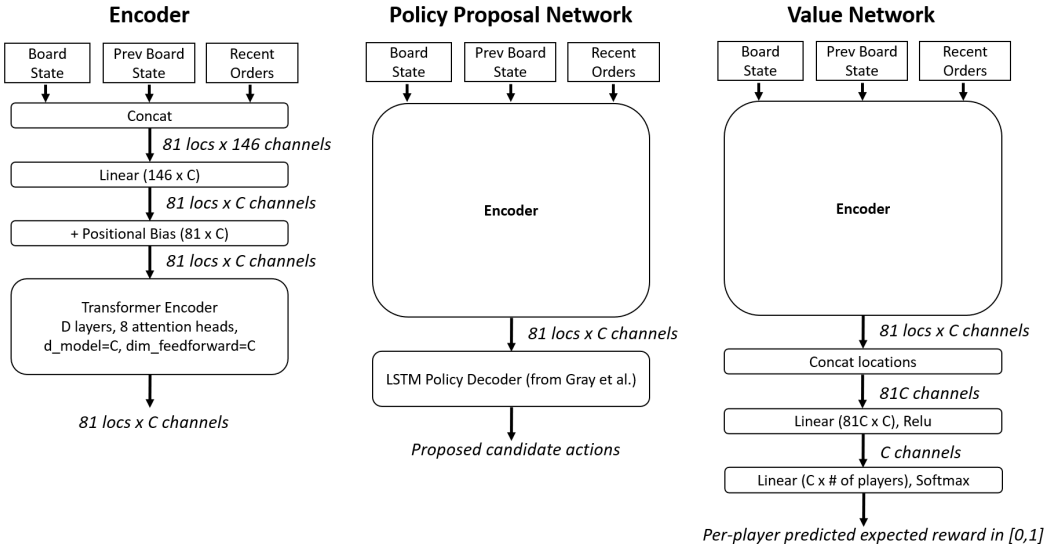 Encoder
Board
State
Prev Board
State
Recent
Orders
Concat
81 locs x 146 channels
Linear (146 x C)
81 locs x C channels
+ Positional Bias (81 x C)
81 locs x C channels
Transformer Encoder
D layers, 8 attention heads,
d_model=C, dim_feedforward=C
81 locs x C channels
Policy Proposal Network
Board
State
Prev Board
State
Recent
Orders
Encoder
81 locs x C channels
LSTM Policy Decoder (from Gray et al.)
Proposed candidate actions
Value Network
Board
State
Prev Board
State
Recent
Orders
Encoder
81 locs x C channels
Concat locations
81C channels
Linear (81C x C), Relu
C channels
Linear (C x # of players), Softmax
Per-player predicted expected reward in [0,1]